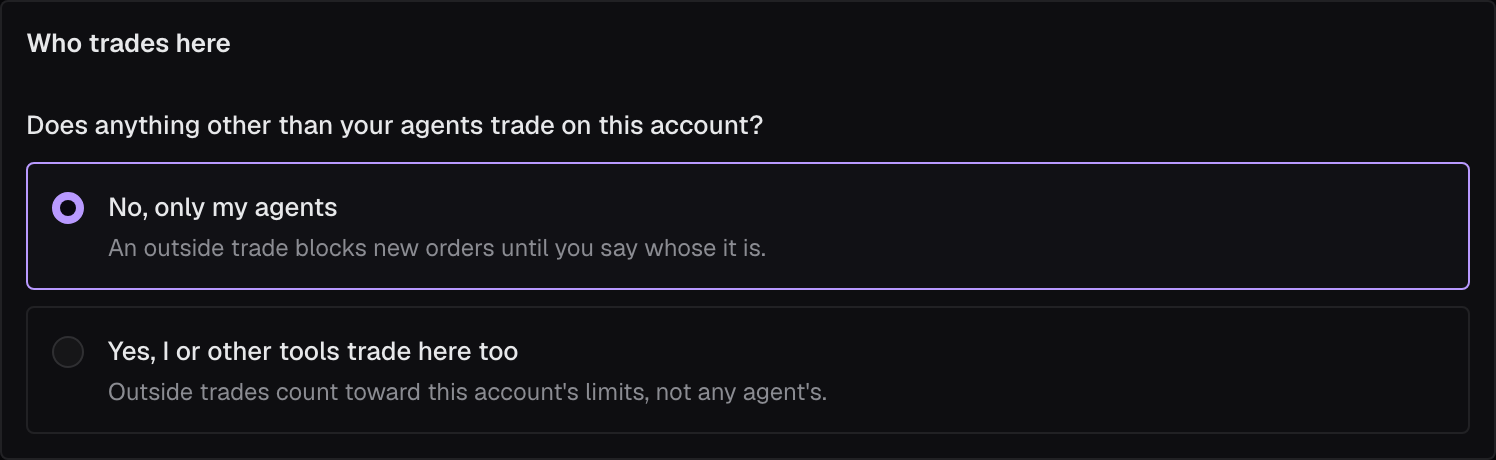 Who trades here
Does anything other than your agents trade on this account?
No, only my agents
An outside trade blocks new orders until you say whose it is.
Yes, I or other tools trade here too
Outside trades count toward this account's limits, not any agent's.